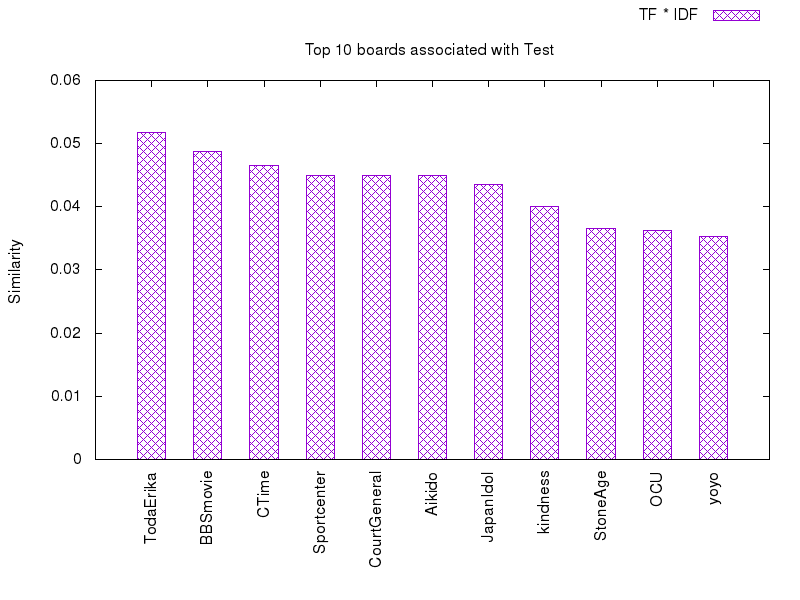 TF * IDF
Top 10 boards associated with Test
0.06
0.05
0.04
0.03
0.02
0.01
0
Similarity
TodaErika
BBSmovie
CTime
Sportcenter
CourtGeneral
Aikido
JapanIdol
kindness
StoneAge
OCU
yoyo